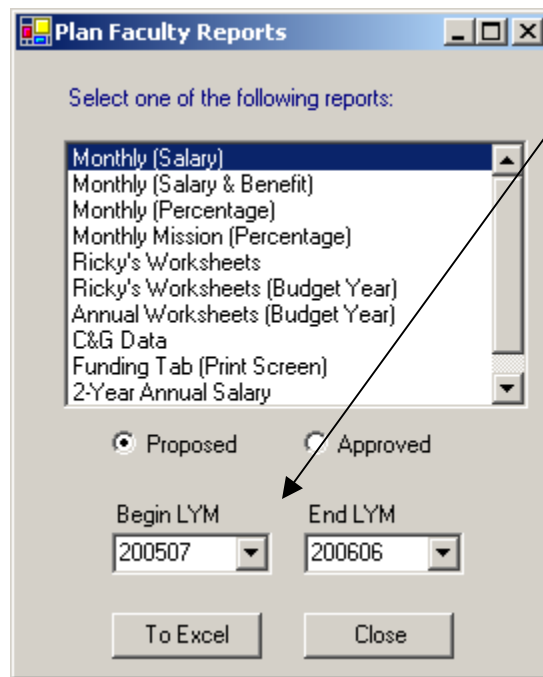 Plan Faculty Reports
Select one of the following reports:
Monthly (Salary)
Monthly (Salary & Benefit)
Monthly (Percentage)
Monthly Mission (Percentage)
Ricky's Worksheets
Ricky's Worksheets (Budget Year)
Annual Worksheets (Budget Year)
C&G Data
Funding Tab (Print Screen)
2-Year Annual Salary
Proposed Approved
Begin LYM End LYM
200507 200606
To Excel Close